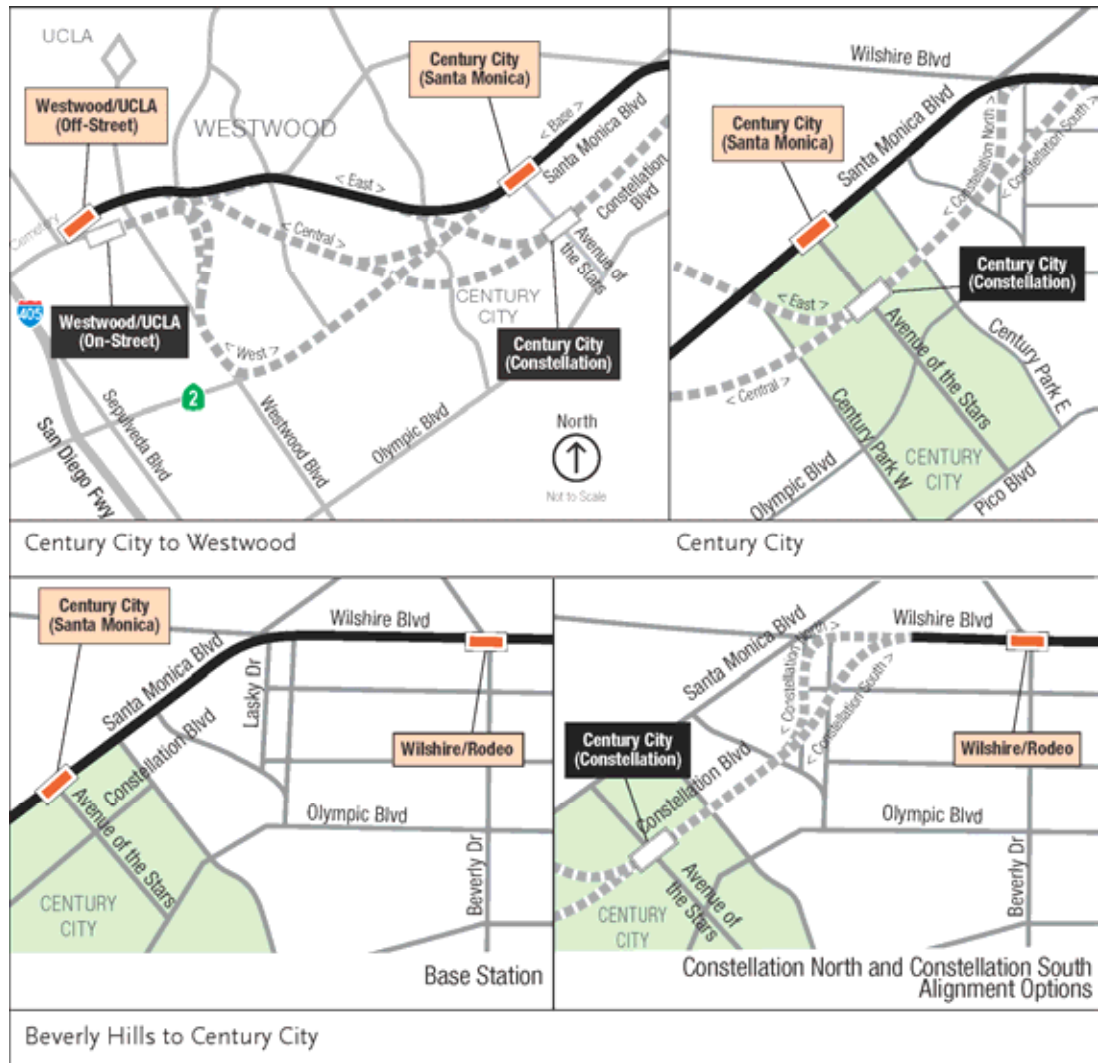 UCLA
Westwood/UCLA
(Off-Street)
WESTWOOD
Century City
(Santa Monica)
< Base >
Santa Monica Blvd
< East >
Constellation
Blvd
Cemetery
< Central >
Avenue of
the Stars
CENTURY
CITY
405
Westwood/UCLA
(On-Street)
< West >
Century City
(Constellation)
2
San Diego Fwy
Sepulveda Blvd
Westwood Blvd
Olympic Blvd
North
Not to Scale
Century City to Westwood
Wilshire Blvd
Santa Monica Blvd
Century City
(Santa Monica)
< Constellation North >
< Constellation South >
Century City
(Constellation)
< East >
Avenue of the Stars
Century Park E
< Central >
Century Park W
Olympic Blvd
CENTURY
CITY
Pico Blvd
Century City
Century City
(Santa Monica)
Wilshire Blvd
Santa Monica Blvd
Lasky Dr
Constellation Blvd
Wilshire/Rodeo
Avenue of the Stars
Olympic Blvd
Beverly Dr
CENTURY
CITY
Base Station
Santa Monica Blvd
Wilshire Blvd
< Constellation North >
< Constellation South >
Century City
(Constellation)
Constellation Blvd
Wilshire/Rodeo
Olympic Blvd
Avenue of
the Stars
Beverly Dr
CENTURY
CITY
Constellation North and Constellation South
Alignment Options
Beverly Hills to Century City